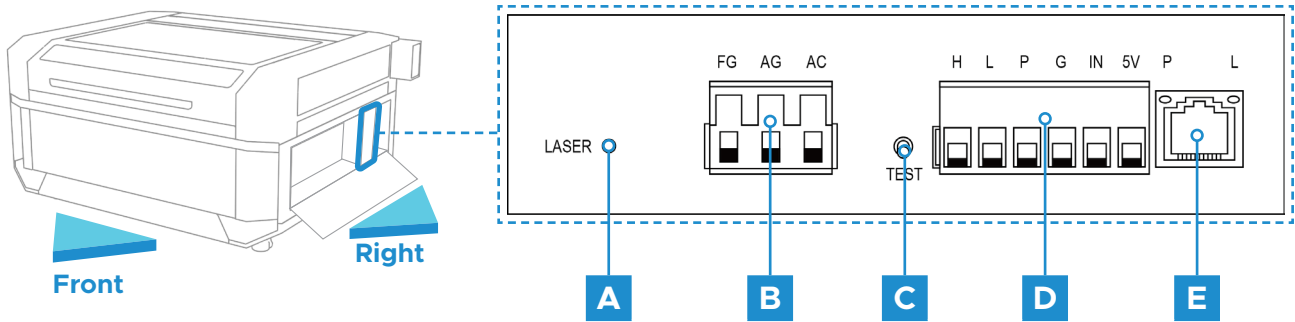 FG AG AC
H L P G IN 5V P L
LASER
TEST
Right
Front
A B C D E